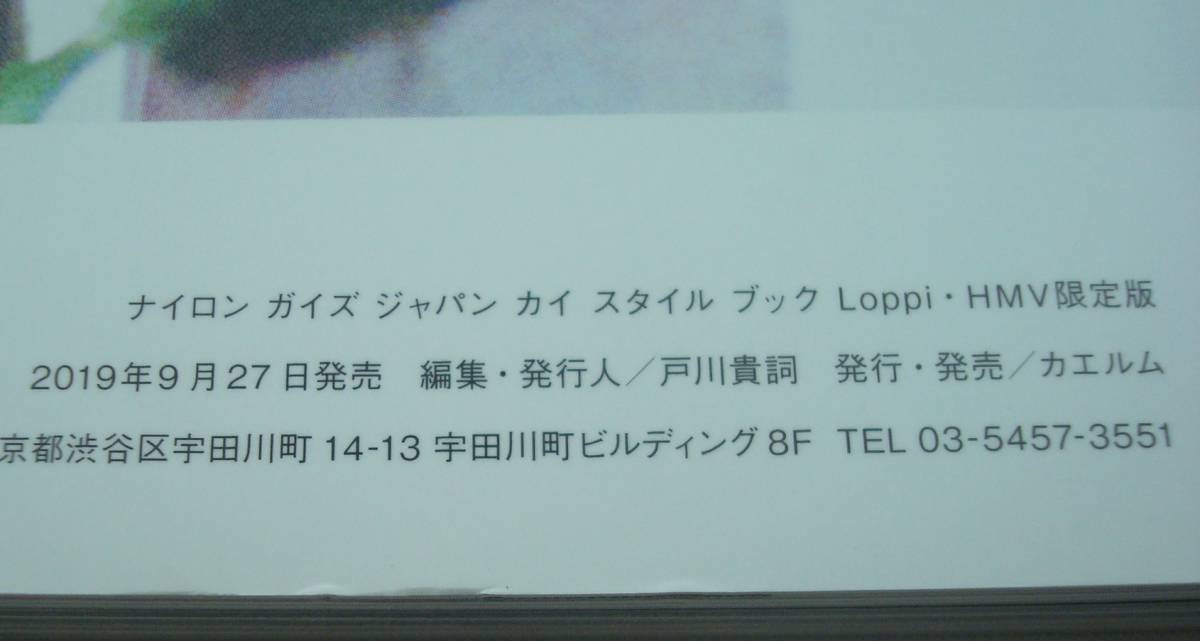 ナイロン ガイズ ジャパン カイ スタイル ブック Loppi・HMV限定版
2019年9月27日発売　編集・発行人／戸川貴詞　発行・発売／カエルム
京都渋谷区宇田川町 14-13 宇田川町ビルディング 8F　TEL 03-5457-3551